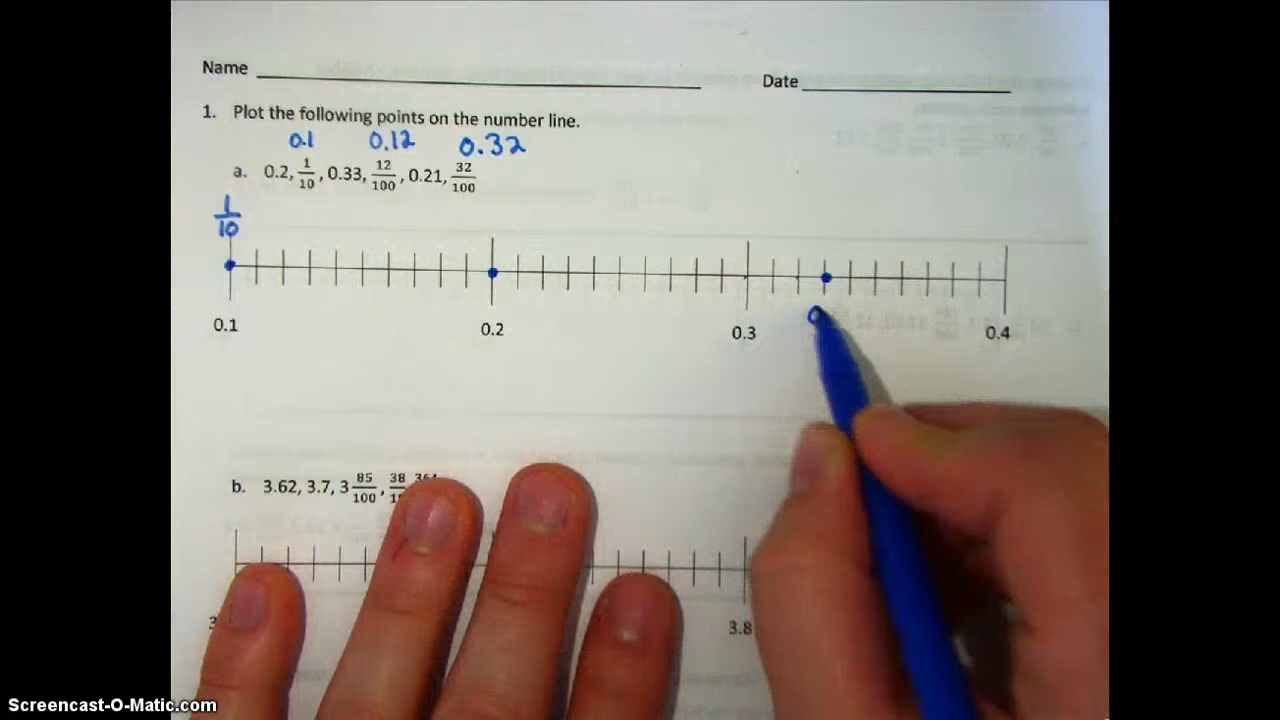 Name
Date
1. Plot the following points on the number line.
0.1 0.12 0.32
a. 0.2, 1/10, 0.33, 12/100, 0.21, 32/100
1/10
0.1 0.2 0.3 0.4
b. 3.62, 3.7, 3 85/100, 38
3.8
Screencast-O-Matic.com